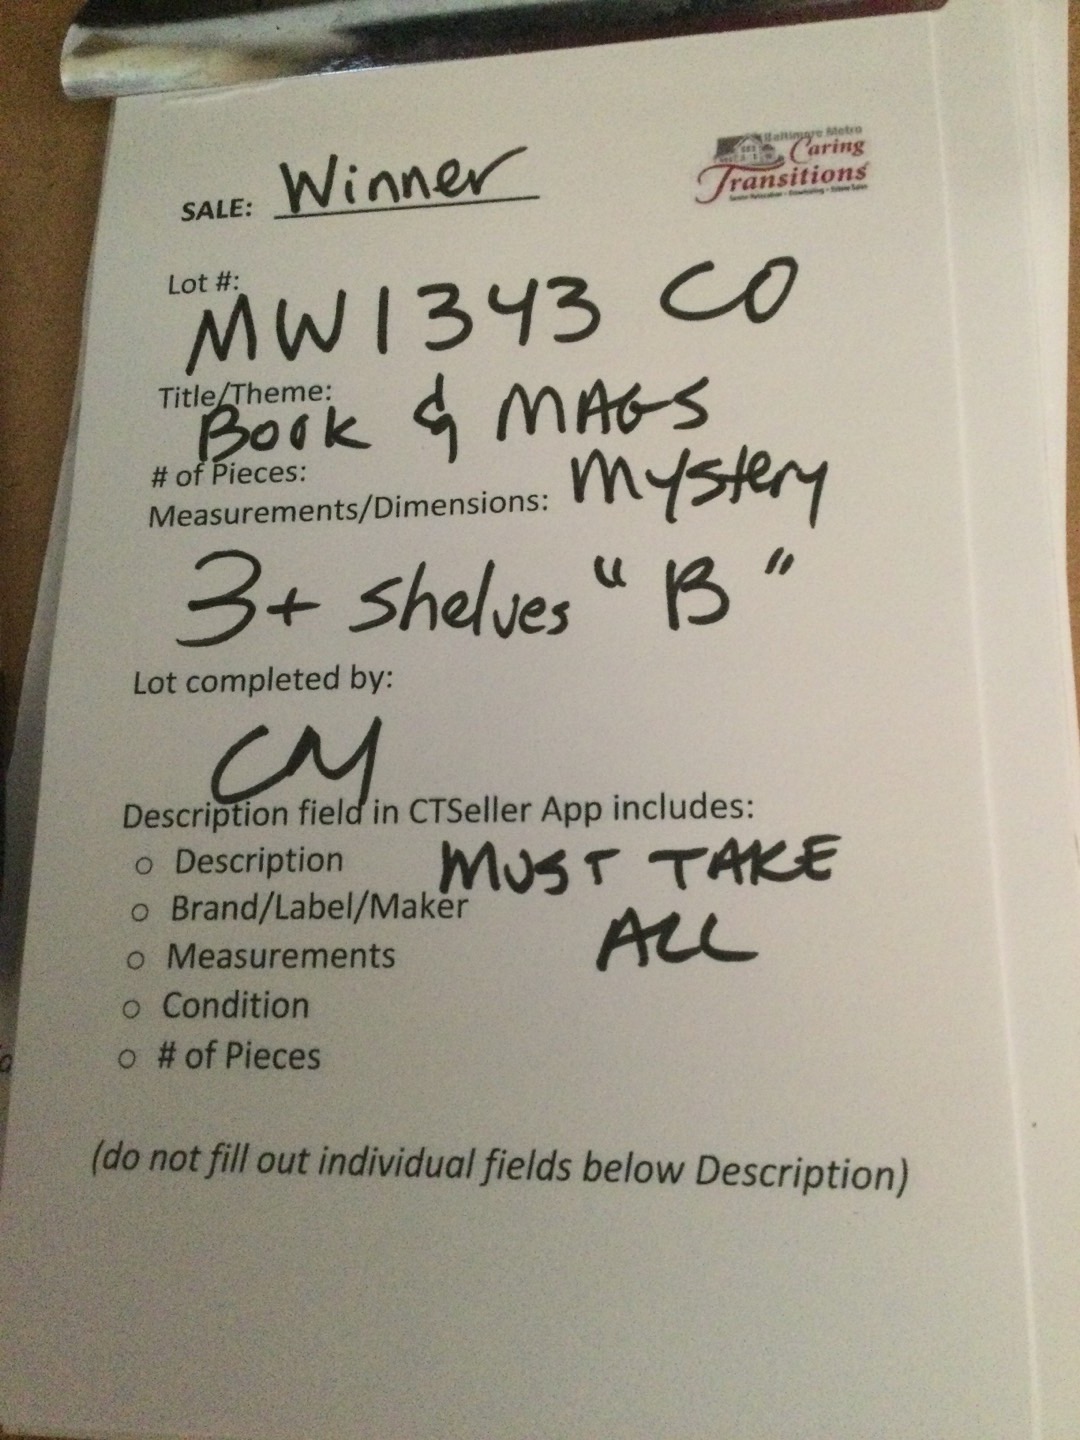 Baltimore Metro
Caring
Transitions
SALE: Winner
Lot #:
MW1343 CO
Title/Theme:
Book & MAGS
# of Pieces:
Mystery
Measurements/Dimensions:
3+ shelves "B"
Lot completed by:
CM
Description field in CTSeller App includes:
○ Description
MUST TAKE
○ Brand/Label/Maker
ALL
○ Measurements
○ Condition
○ # of Pieces
(do not fill out individual fields below Description)